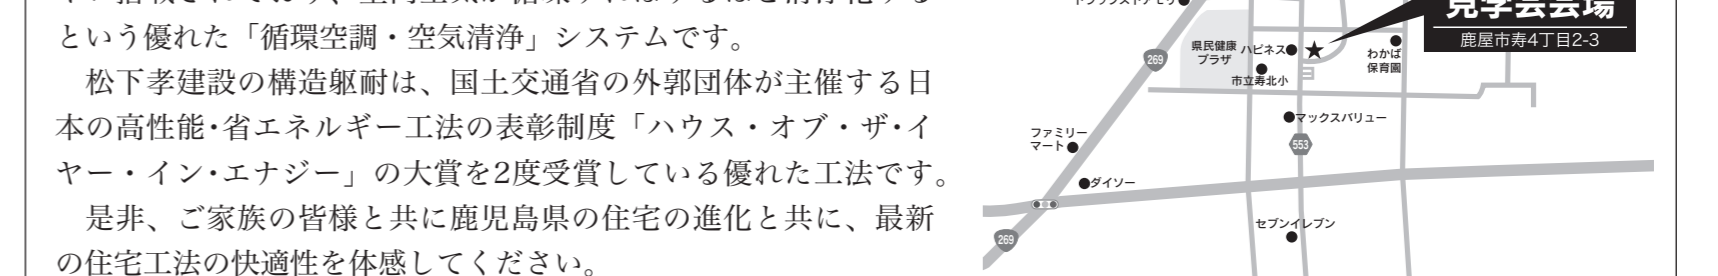 という優れた「循環空調・空気清浄」システムです。
　松下孝建設の構造躯耐は、国土交通省の外郭団体が主催する日
本の高性能・省エネルギー工法の表彰制度「ハウス・オブ・ザ・イ
ヤー・イン・エナジー」の大賞を2度受賞している優れた工法です。
　是非、ご家族の皆様と共に鹿児島県の住宅の進化と共に、最新
の住宅工法の快適性を体感してください。
見学会会場
鹿屋市寿4丁目2-3
県民健康
プラザ
ハピネス
わかば
保育園
269
市立寿北小
マックスバリュー
ファミリー
マート
553
ダイソー
セブンイレブン
269